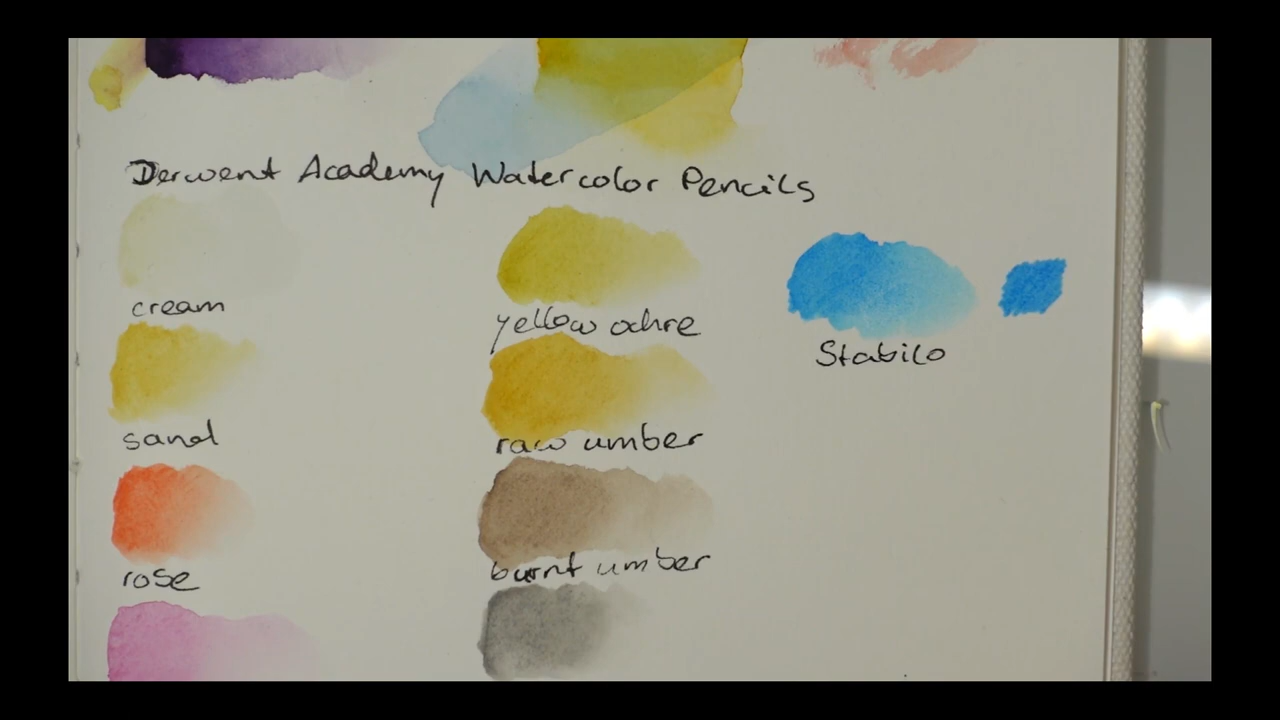 Derwent Academy Watercolor Pencils
cream
yellow ochre
Stabilo
sand
raw umber
rose
burnt umber